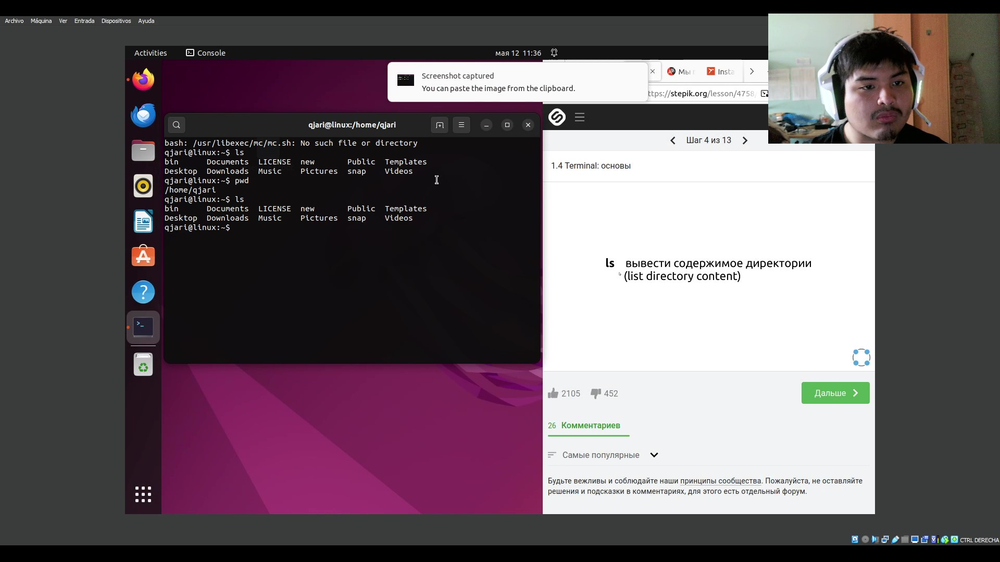 Archivo Máquina Ver Entrada Dispositivos Ayuda
Activities Console мая 12 11:36
Screenshot captured
You can paste the image from the clipboard.
Мы Insta
ttps://stepik.org/lesson/4758/
qjari@linux:/home/qjari
bash: /usr/libexec/mc/mc.sh: No such file or directory
qjari@linux:~$ ls
bin Documents LICENSE new Public Templates
Desktop Downloads Music Pictures snap Videos
qjari@linux:~$ pwd
/home/qjari
qjari@linux:~$ ls
bin Documents LICENSE new Public Templates
Desktop Downloads Music Pictures snap Videos
qjari@linux:~$
Шаг 4 из 13
1.4 Terminal: основы
ls вывести содержимое директории
(list directory content)
2105 452
Дальше
26 Комментариев
Самые популярные
Будьте вежливы и соблюдайте наши принципы сообщества. Пожалуйста, не оставляйте
решения и подсказки в комментариях, для этого есть отдельный форум.
CTRL DERECHA